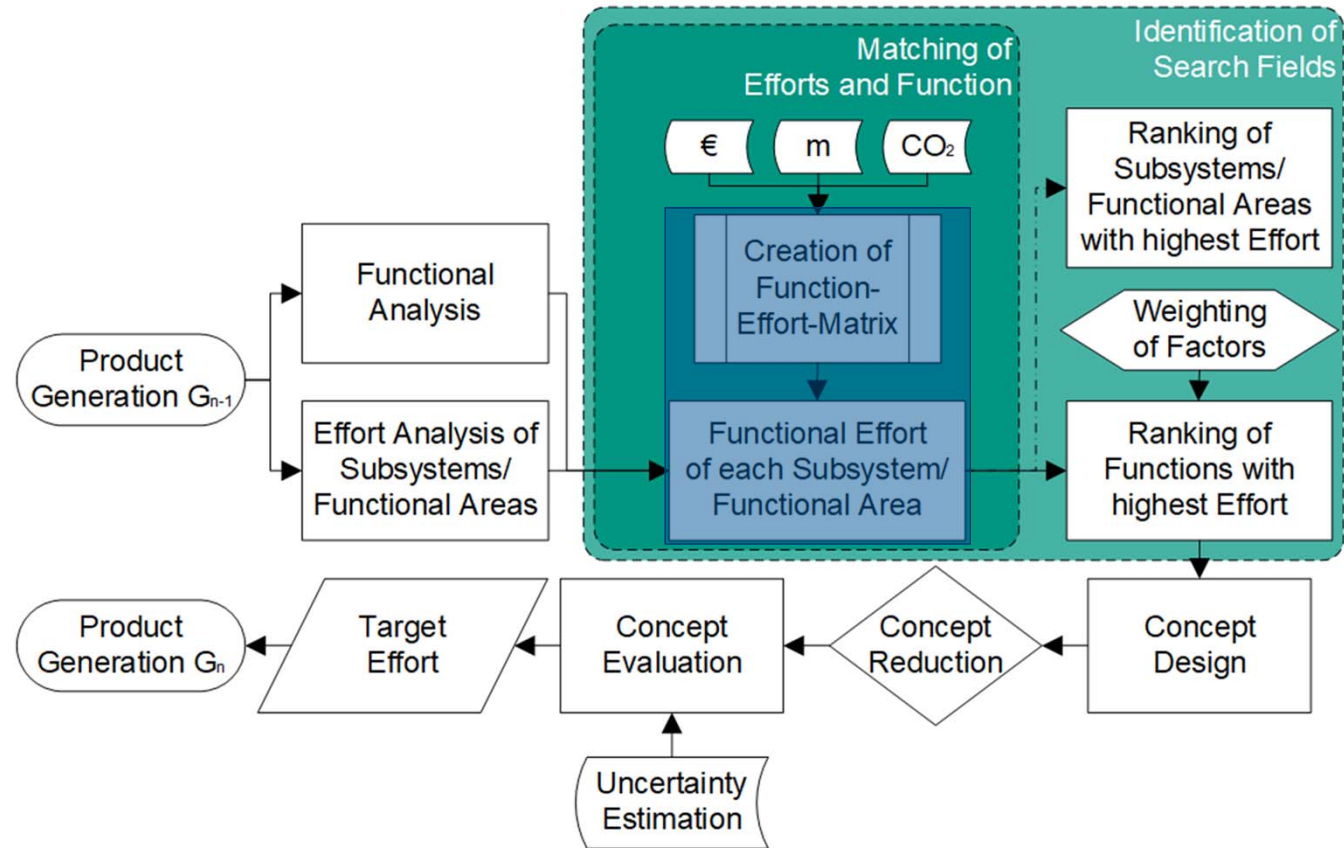 Identification of
Search Fields
Matching of
Efforts and Function
€
m
CO₂
Ranking of
Subsystems/
Functional Areas
with highest Effort
Creation of
Function-
Effort-Matrix
Functional
Analysis
Weighting
of Factors
Product
Generation Gₙ₋₁
Effort Analysis of
Subsystems/
Functional Areas
Functional Effort
of each Subsystem/
Functional Area
Ranking of
Functions with
highest Effort
Product
Generation Gₙ
Target
Effort
Concept
Evaluation
Concept
Reduction
Concept
Design
Uncertainty
Estimation